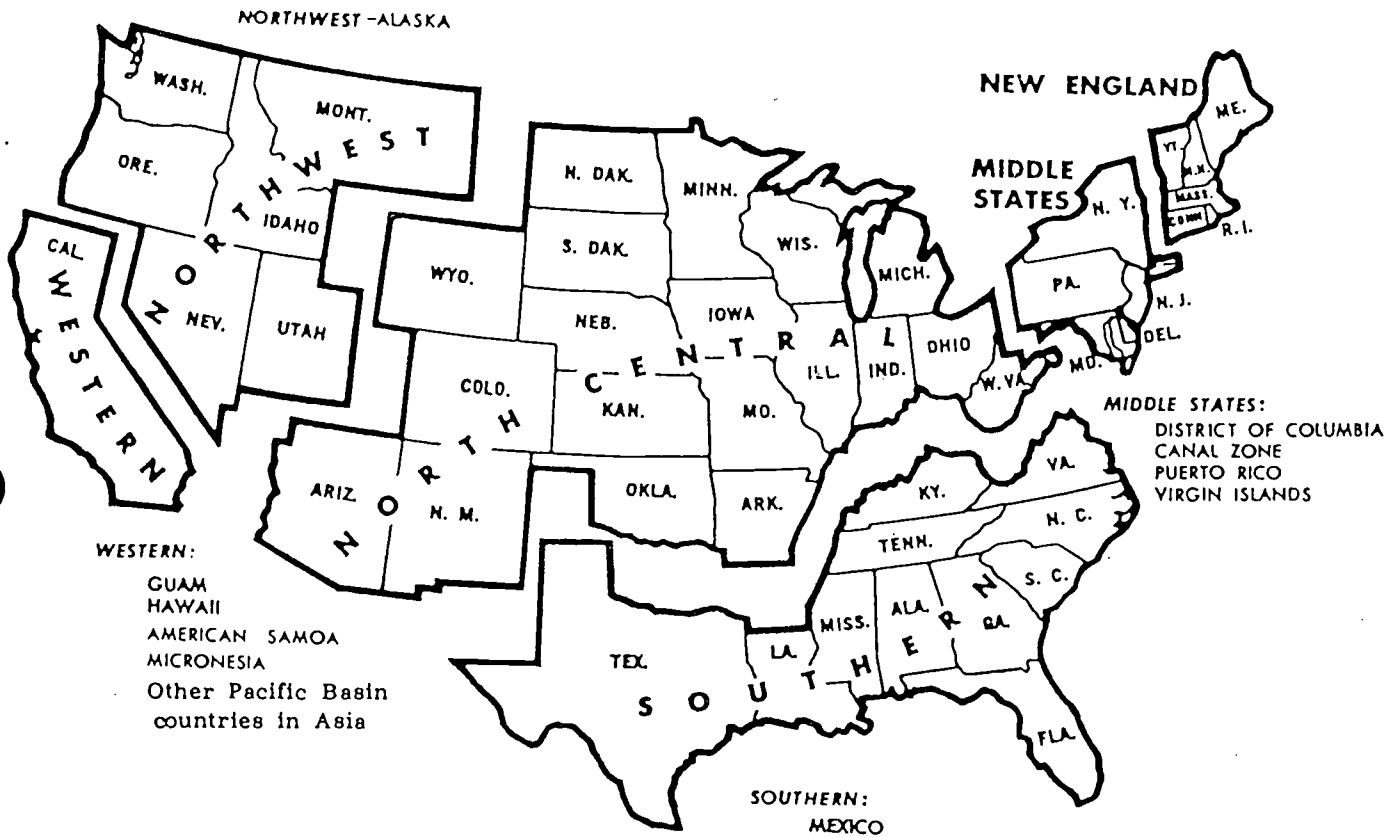 NORTHWEST-ALASKA
WASH.
MONT.
ORE.
IDAHO
NORTHWEST
NEV.
UTAH
CAL.
WESTERN
WYO.
COLO.
ARIZ.
N. M.
N. DAK.
S. DAK.
NEB.
KAN.
OKLA.
MINN.
IOWA
MO.
ARK.
WIS.
ILL.
MICH.
IND.
OHIO
W. VA.
NORTH CENTRAL
NEW ENGLAND
ME.
VT.
N.H.
MASS.
CONN
R.I.
MIDDLE
STATES
N. Y.
PA.
N. J.
DEL.
MD.
MIDDLE STATES:
DISTRICT OF COLUMBIA
CANAL ZONE
PUERTO RICO
VIRGIN ISLANDS
VA.
KY.
N. C.
TENN.
S. C.
MISS.
ALA.
GA.
LA.
TEX.
FLA.
SOUTHERN
WESTERN:
GUAM
HAWAII
AMERICAN SAMOA
MICRONESIA
Other Pacific Basin
countries in Asia
SOUTHERN:
MEXICO